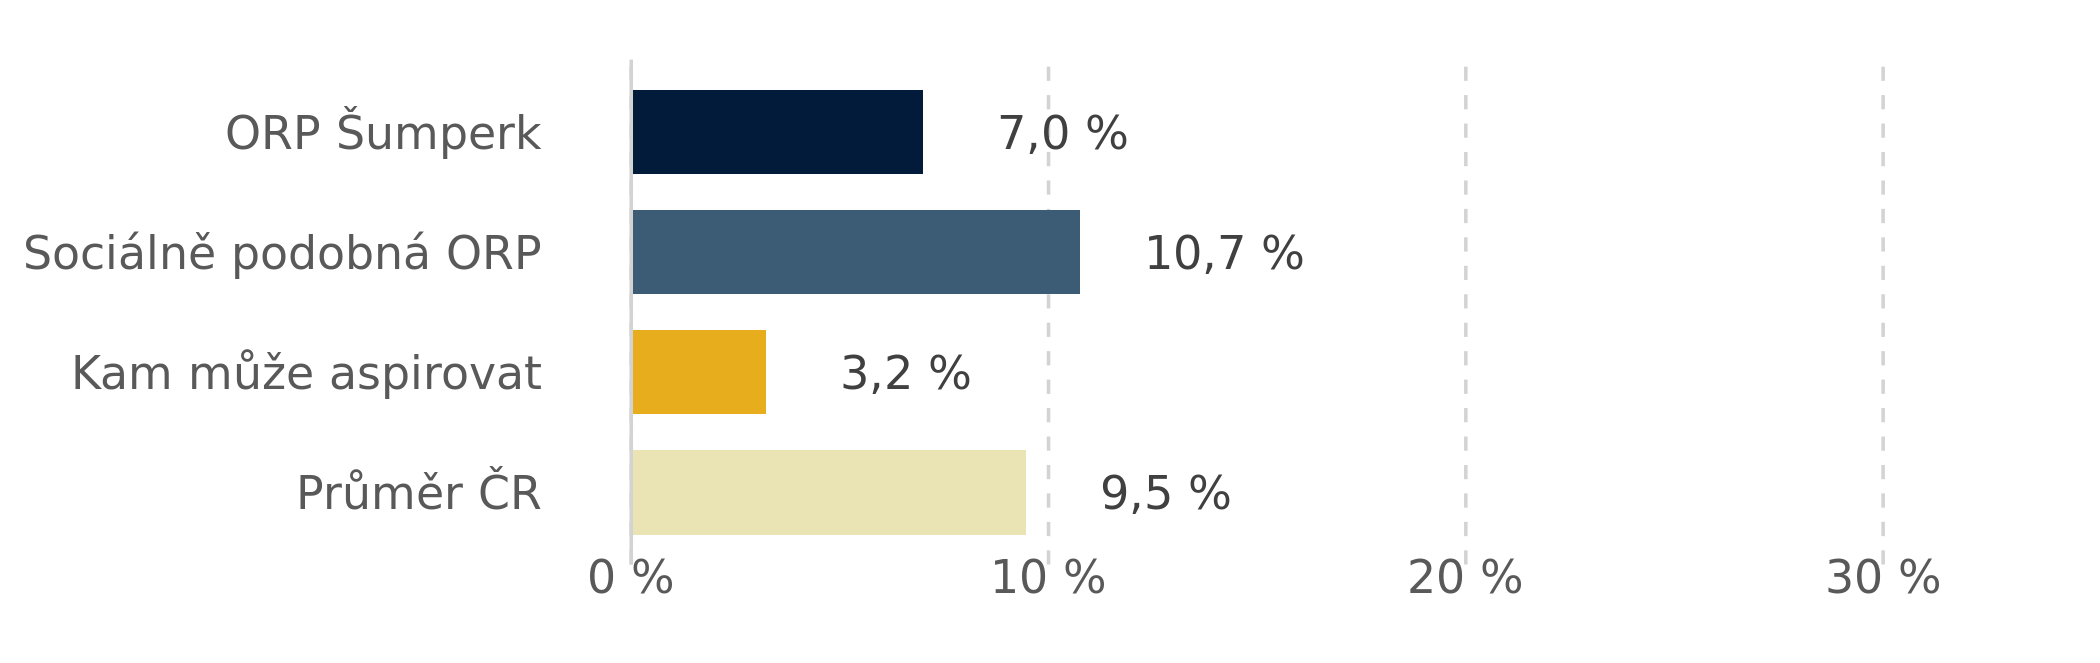 ORP Šumperk
7,0 %
Sociálně podobná ORP
10,7 %
Kam může aspirovat
3,2 %
Průměr ČR
9,5 %
0 %
10 %
20 %
30 %